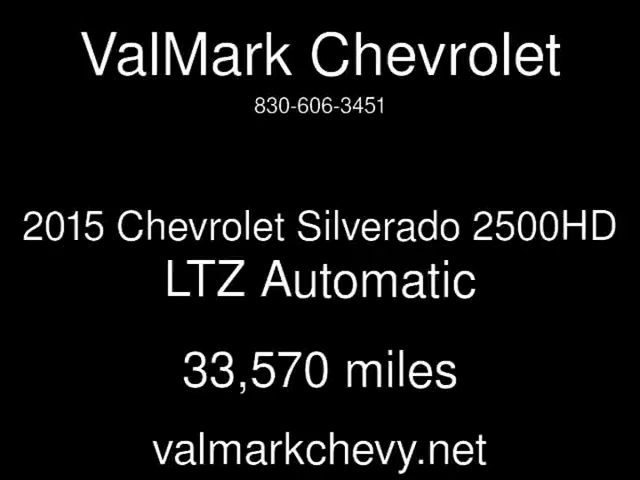 ValMark Chevrolet
830-606-3451
2015 Chevrolet Silverado 2500HD
LTZ Automatic
33,570 miles
valmarkchevy.net